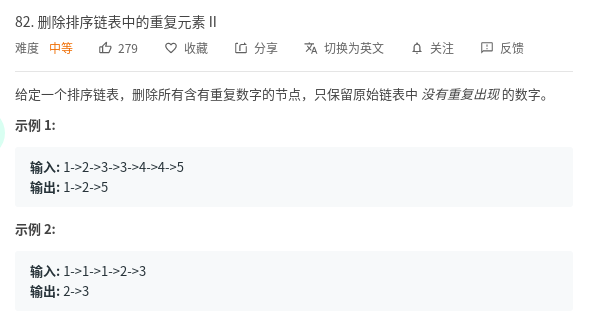 82. 删除排序链表中的重复元素 II
难度 中等 279 收藏 分享 切换为英文 关注 反馈
给定一个排序链表，删除所有含有重复数字的节点，只保留原始链表中 没有重复出现 的数字。
示例 1:
输入: 1->2->3->3->4->4->5
输出: 1->2->5
示例 2:
输入: 1->1->1->2->3
输出: 2->3